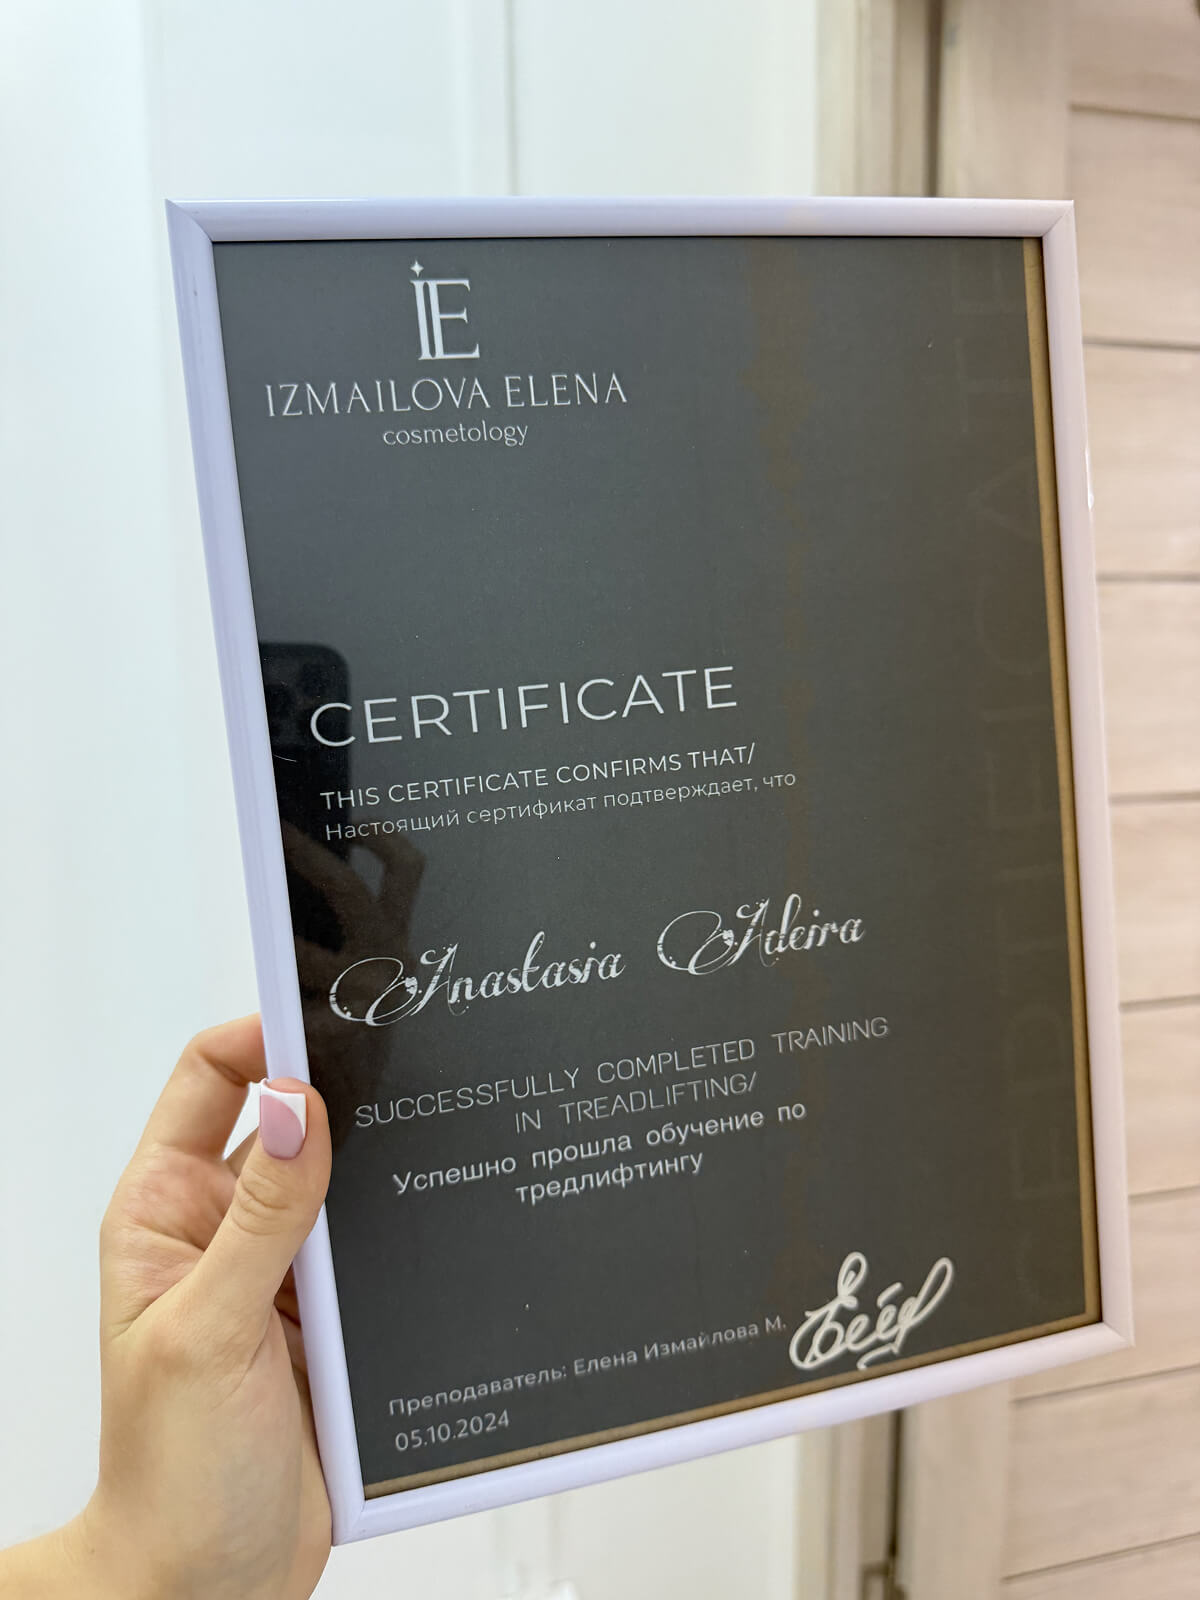 IE
IZMAILOVA ELENA
cosmetology
CERTIFICATE
THIS CERTIFICATE CONFIRMS THAT/
Настоящий сертификат подтверждает, что
Anastasia Adeira
SUCCESSFULLY COMPLETED TRAINING
IN TREADLIFTING/
Успешно прошла обучение по
тредлифтингу
Преподаватель: Елена Измайлова М.
05.10.2024
CERTIFICATE